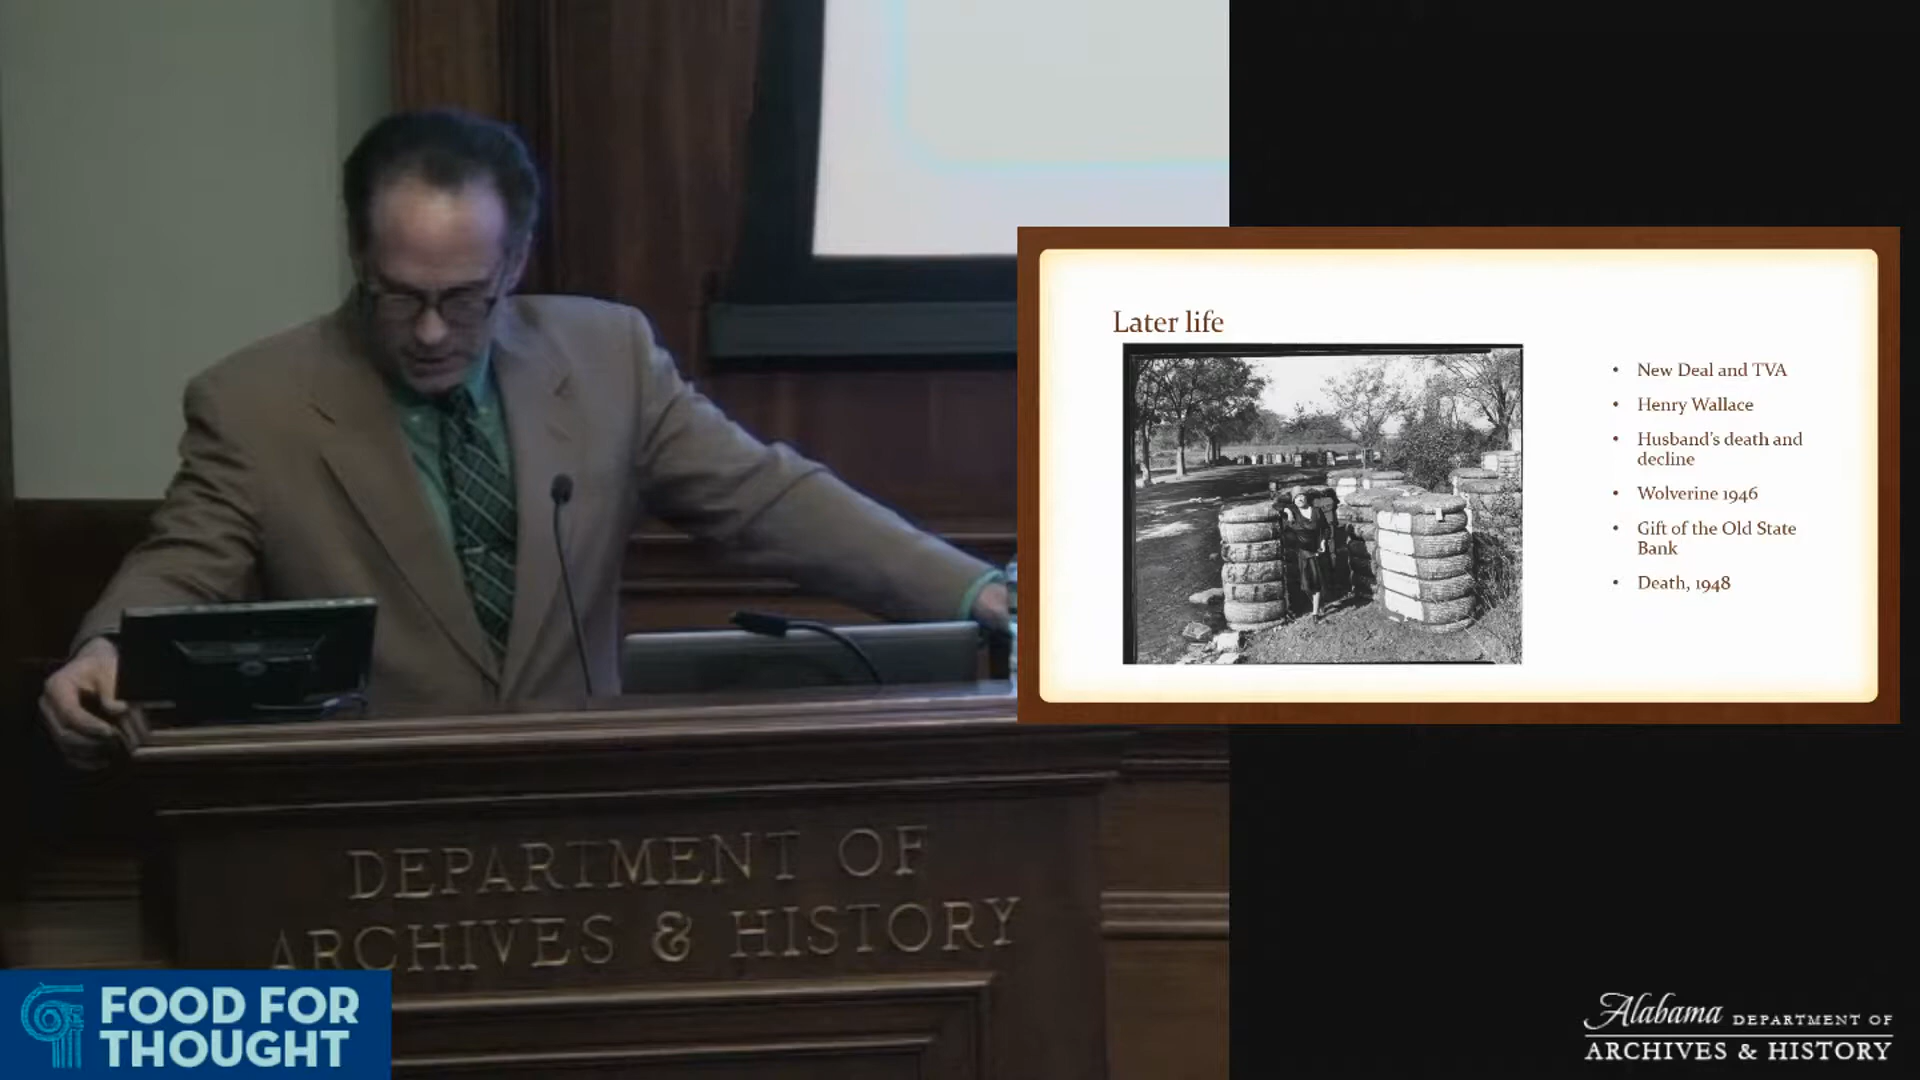 Later life
• New Deal and TVA
• Henry Wallace
• Husband's death and
decline
• Wolverine 1946
• Gift of the Old State
Bank
• Death, 1948
DEPARTMENT OF
ARCHIVES & HISTORY
FOOD FOR
THOUGHT
Alabama DEPARTMENT OF
ARCHIVES & HISTORY